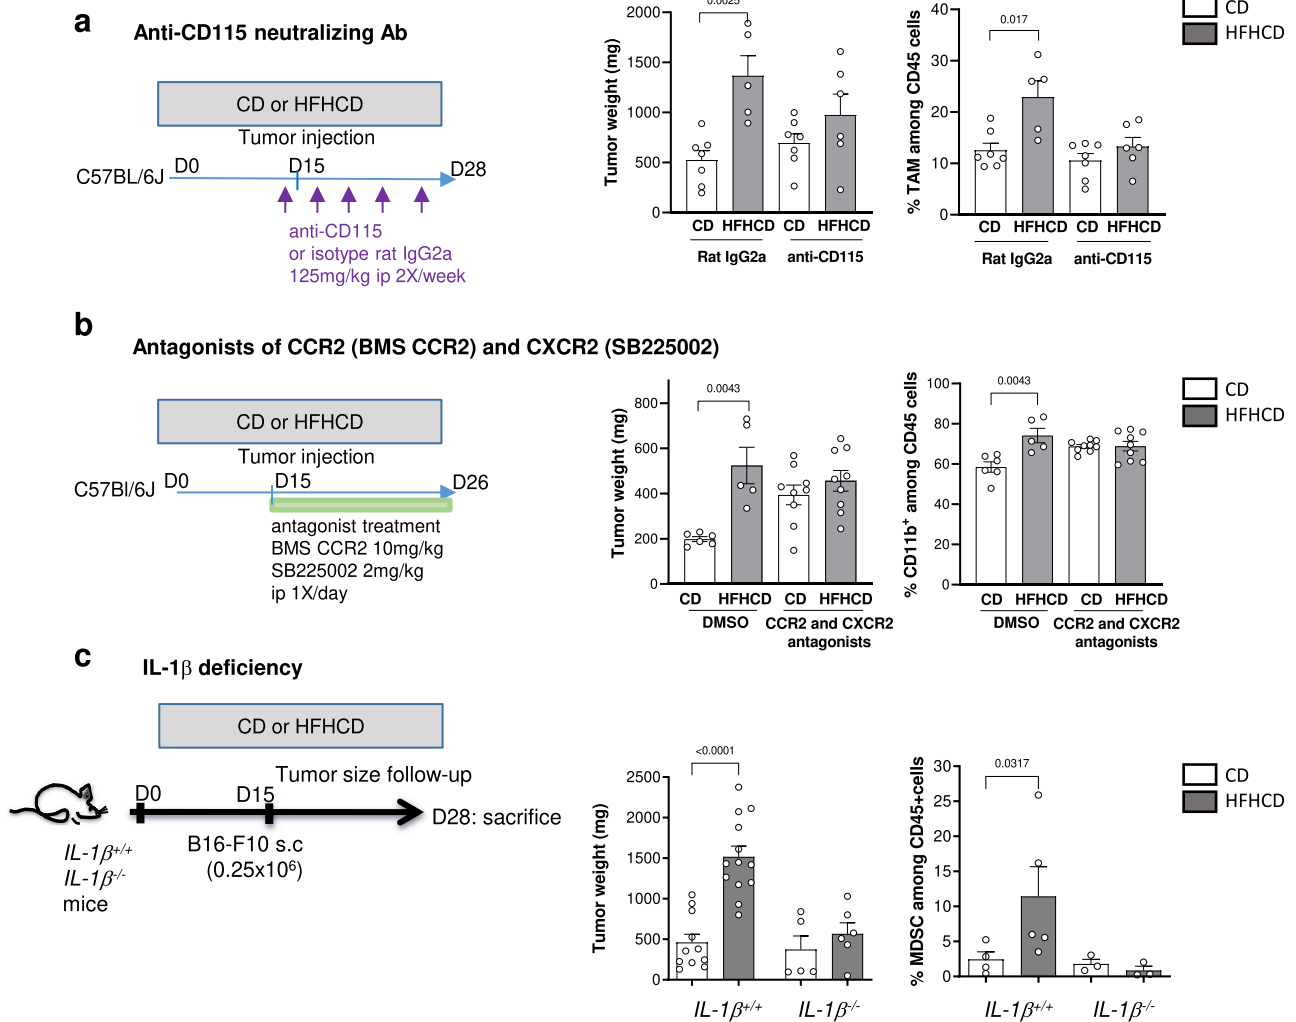 a
Anti-CD115 neutralizing Ab
CD or HFHCD
Tumor injection
C57BL/6J
D0
D15
D28
anti-CD115
or isotype rat IgG2a
125mg/kg ip 2X/week
Tumor weight (mg)
2000
1500
1000
500
0
0.0025
CD HFHCD CD HFHCD
Rat IgG2a anti-CD115
% TAM among CD45 cells
40
30
20
10
0
0.017
CD HFHCD CD HFHCD
Rat IgG2a anti-CD115
CD
HFHCD
b
Antagonists of CCR2 (BMS CCR2) and CXCR2 (SB225002)
CD or HFHCD
Tumor injection
C57Bl/6J
D0
D15
D26
antagonist treatment
BMS CCR2 10mg/kg
SB225002 2mg/kg
ip 1X/day
Tumor weight (mg)
800
600
400
200
0
0.0043
CD HFHCD CD HFHCD
DMSO CCR2 and CXCR2
antagonists
% CD11b⁺ among CD45 cells
100
80
60
40
20
0
0.0043
CD HFHCD CD HFHCD
DMSO CCR2 and CXCR2
antagonists
CD
HFHCD
c
IL-1β deficiency
CD or HFHCD
Tumor size follow-up
D0
D15
D28: sacrifice
B16-F10 s.c
(0.25x10⁶)
IL-1β+/+
IL-1β-/-
mice
Tumor weight (mg)
2500
2000
1500
1000
500
0
<0.0001
IL-1β+/+ IL-1β-/-
% MDSC among CD45+cells
30
25
20
15
10
5
0
0.0317
IL-1β+/+ IL-1β-/-
CD
HFHCD